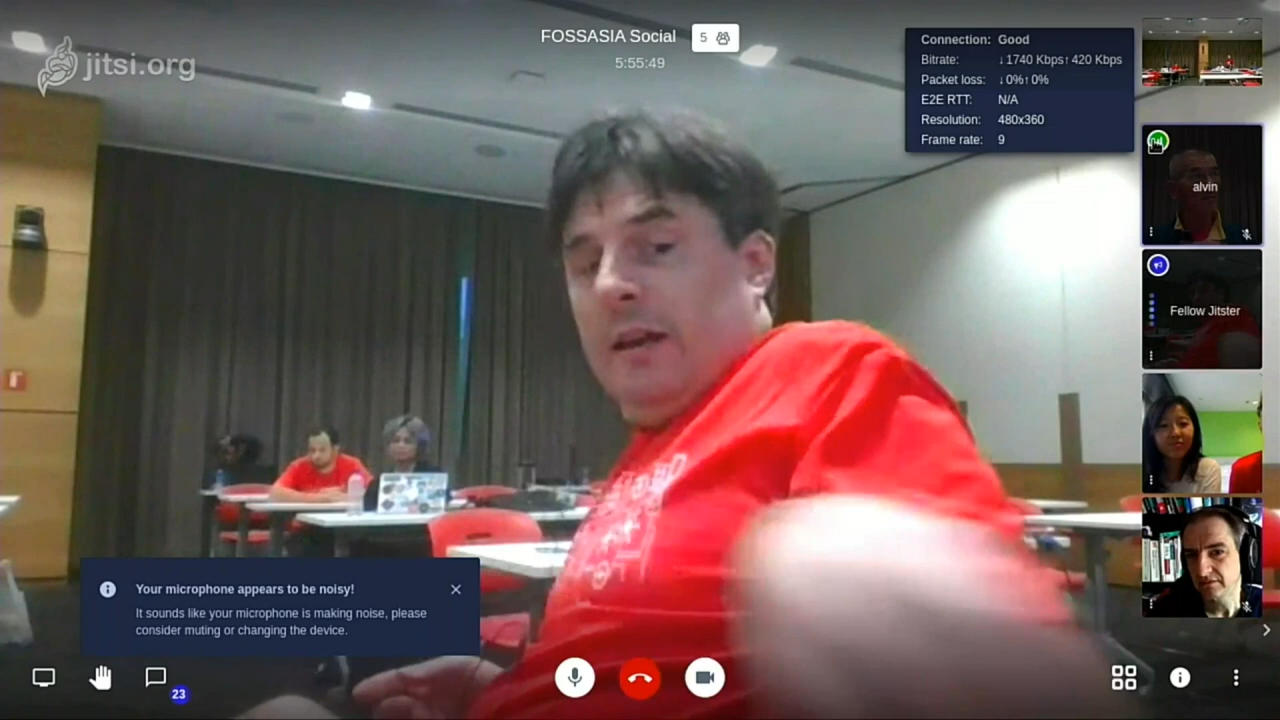 jitsi.org
FOSSASIA Social
5
5:55:49
Connection: Good
Bitrate: ↓1740 Kbps↑ 420 Kbps
Packet loss: ↓0%↑ 0%
E2E RTT: N/A
Resolution: 480x360
Frame rate: 9
alvin
Fellow Jitster
Your microphone appears to be noisy!
It sounds like your microphone is making noise, please
consider muting or changing the device.
23